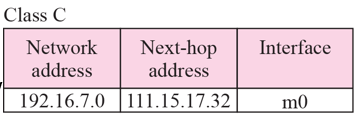 Class C
Network address Next-hop address Interface
192.16.7.0 111.15.17.32 m0